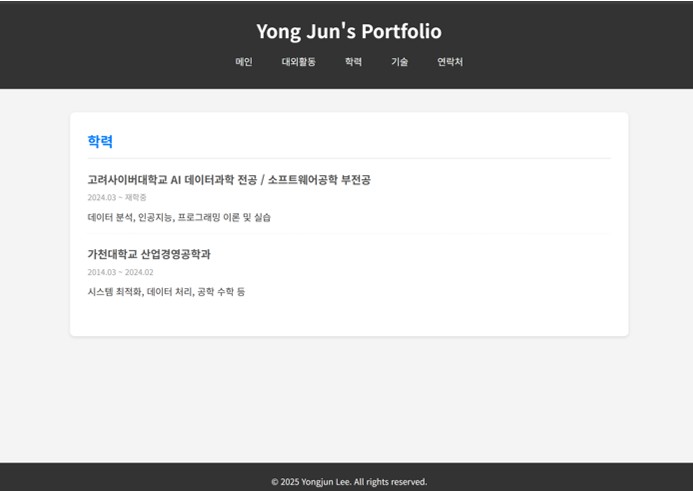 Yong Jun's Portfolio
메인 대외활동 학력 기술 연락처
학력
고려사이버대학교 AI 데이터과학 전공 / 소프트웨어공학 부전공
2024.03 ~ 재학중
데이터 분석, 인공지능, 프로그래밍 이론 및 실습
가천대학교 산업경영공학과
2014.03 ~ 2024.02
시스템 최적화, 데이터 처리, 공학 수학 등
© 2025 Yongjun Lee. All rights reserved.